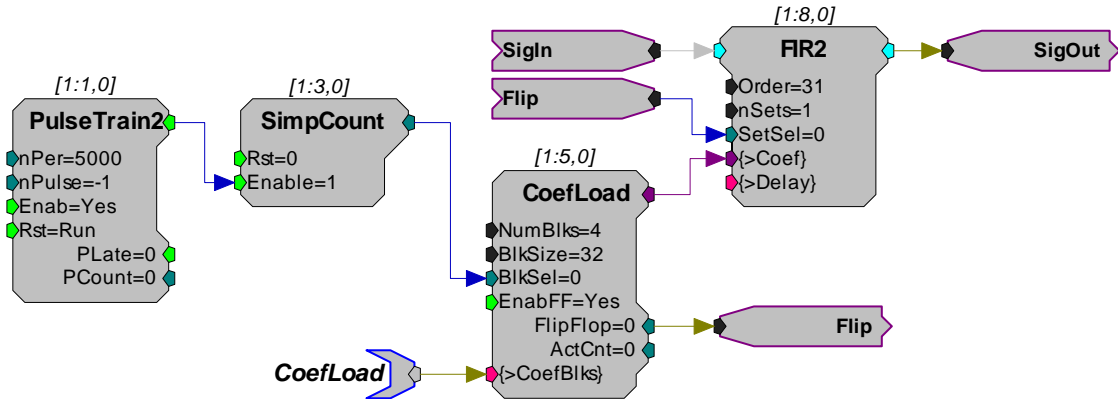 [1:1,0]
PulseTrain2
nPer=5000
nPulse=-1
Enab=Yes
Rst=Run
PLate=0
PCount=0
[1:3,0]
SimpCount
Rst=0
Enable=1
SigIn
Flip
[1:8,0]
FIR2
Order=31
nSets=1
SetSel=0
{>Coef}
{>Delay}
SigOut
[1:5,0]
CoefLoad
NumBlks=4
BlkSize=32
BlkSel=0
EnabFF=Yes
FlipFlop=0
ActCnt=0
{>CoefBlks}
Flip
CoefLoad